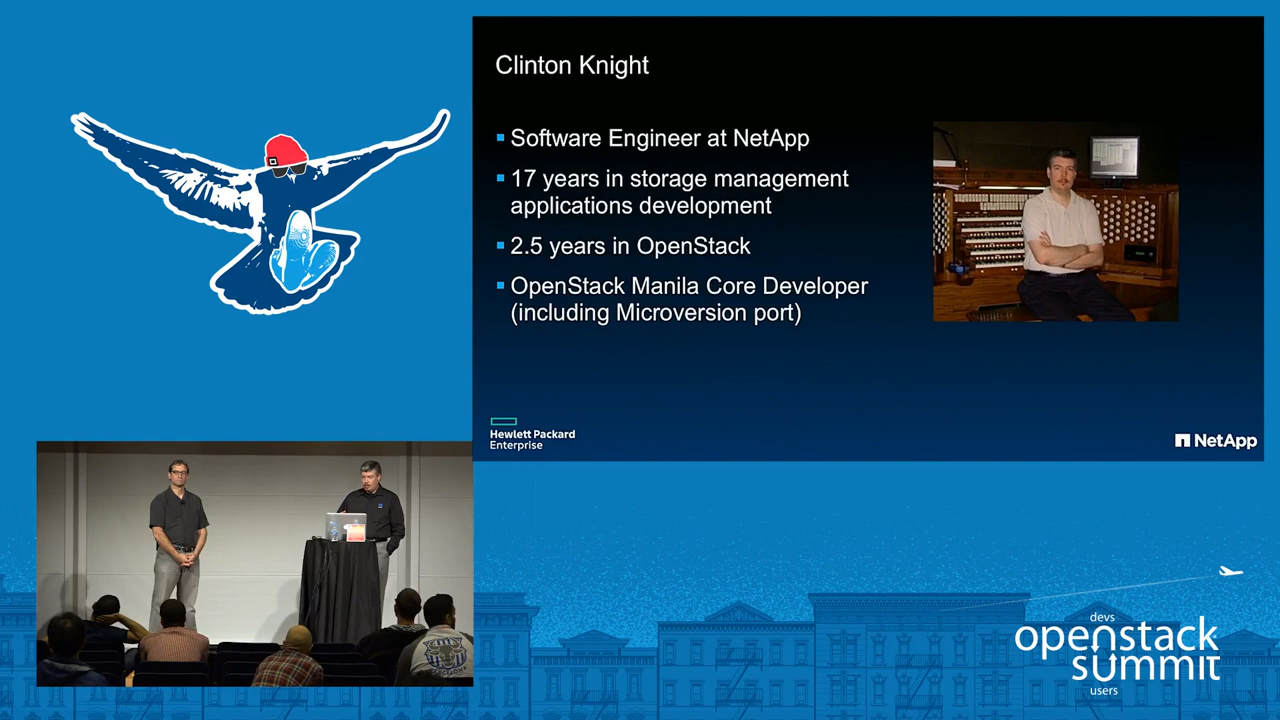 Clinton Knight
Software Engineer at NetApp
17 years in storage management
applications development
2.5 years in OpenStack
OpenStack Manila Core Developer
(including Microversion port)
Hewlett Packard
Enterprise
NetApp
devs
openstack
summit
users